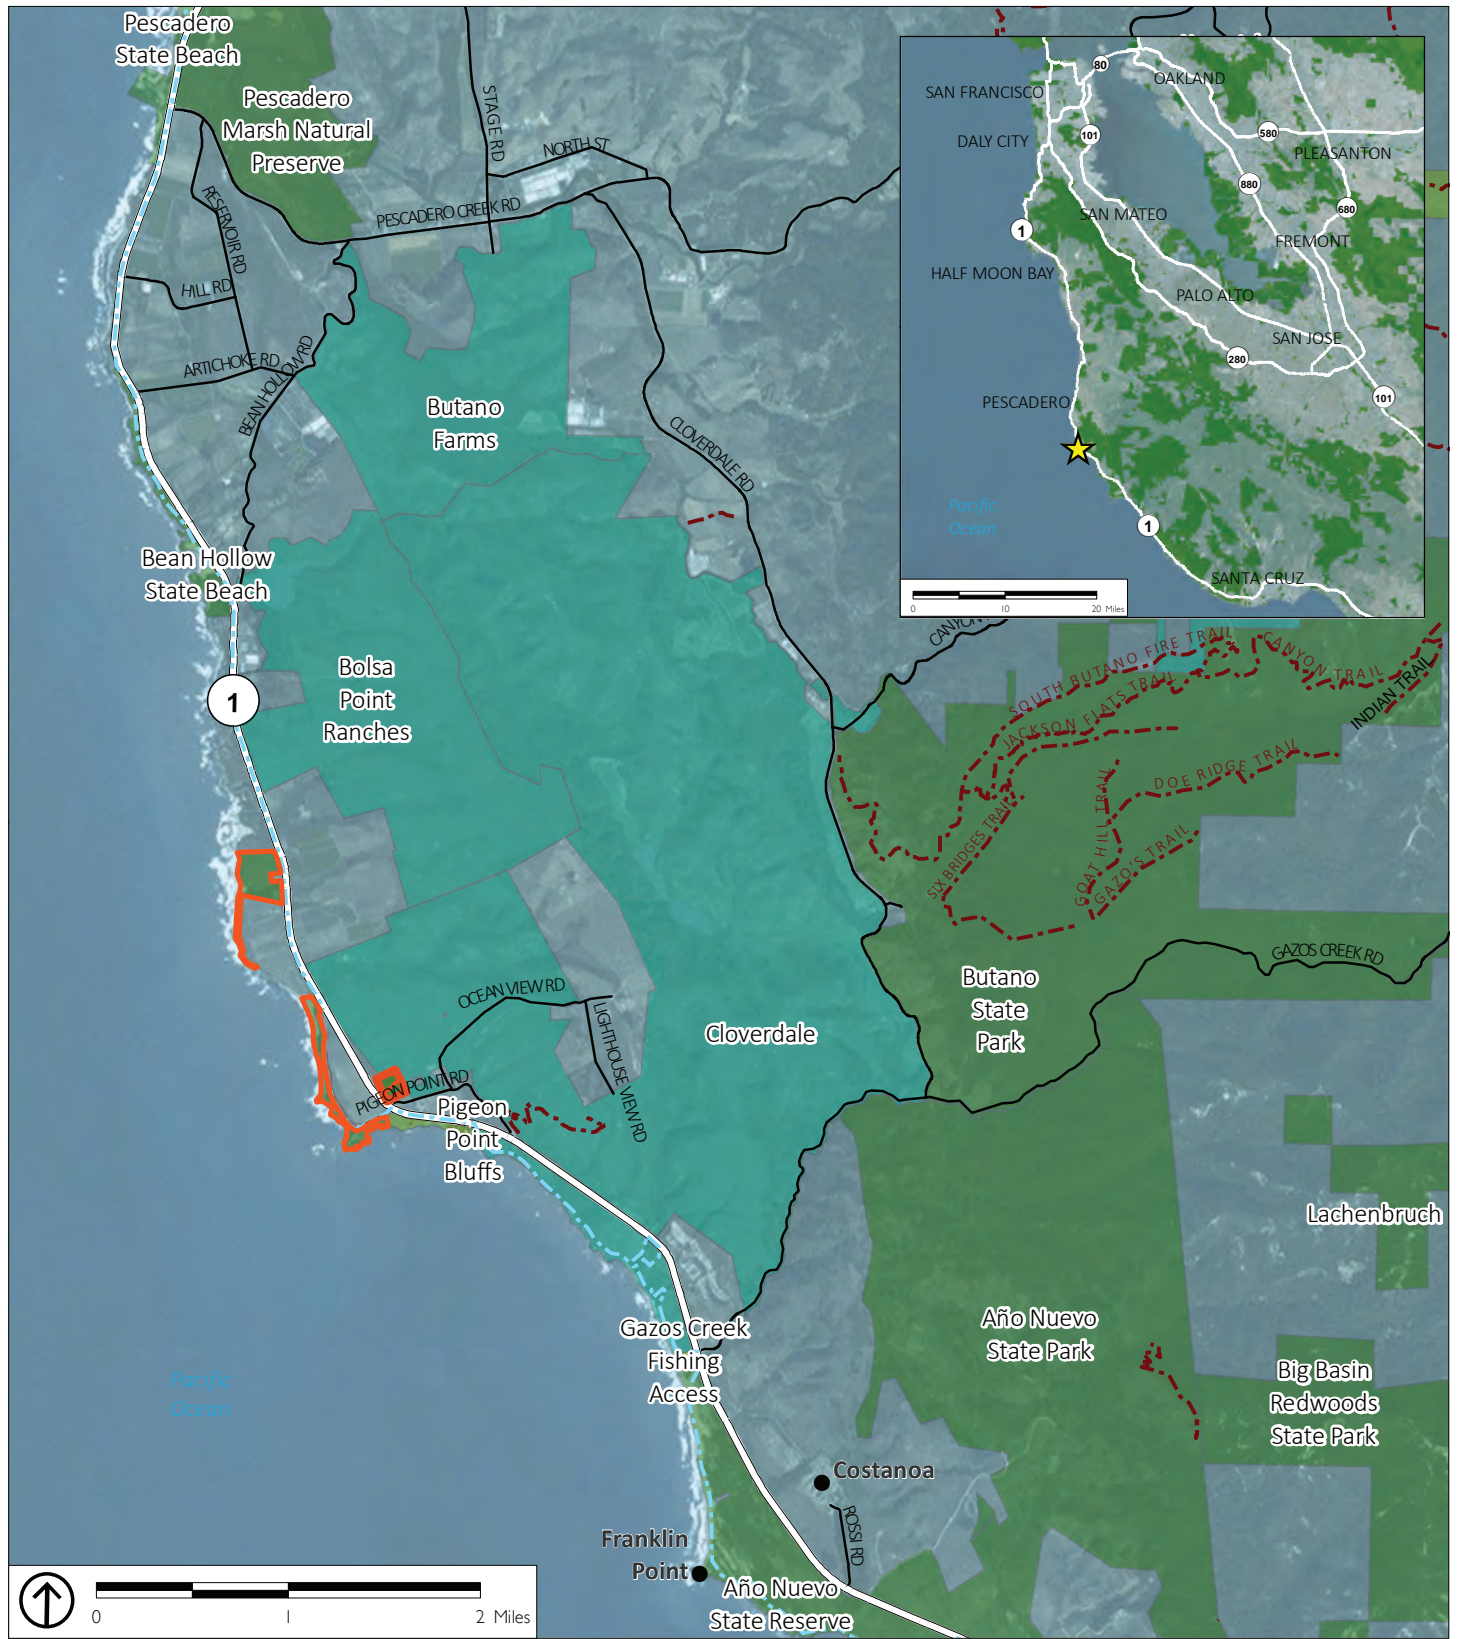 Pescadero
State Beach
Pescadero
Marsh Natural
Preserve
STAGE RD
NORTH ST
PESCADERO CREEK RD
RESERVOIR RD
HILL RD
ARTICHOKE RD
BEAN HOLLOW RD
CLOVERDALE RD
Butano
Farms
Bean Hollow
State Beach
Bolsa
Point
Ranches
1
SAN FRANCISCO
80
OAKLAND
DALY CITY
101
580
PLEASANTON
880
680
SAN MATEO
1
FREMONT
HALF MOON BAY
PALO ALTO
SAN JOSE
280
101
PESCADERO
Pacific
Ocean
1
SANTA CRUZ
0 10 20 Miles
SOUTH BUTANO FIRE TRAIL
CANYON TRAIL
JACKSON FLATS TRAIL
INDIAN TRAIL
DOE RIDGE TRAIL
SIX BRIDGES TRAIL
GOAT HILL TRAIL
GAZO'S TRAIL
GAZOS CREEK RD
Butano
State
Park
OCEAN VIEW RD
LIGHTHOUSE VIEW RD
Cloverdale
PIGEON POINT RD
Pigeon
Point
Bluffs
Lachenbruch
Gazos Creek
Fishing
Access
Año Nuevo
State Park
Big Basin
Redwoods
State Park
Pacific
Ocean
Costanoa
ROSSI RD
Franklin
Point
Año Nuevo
State Reserve
0 1 2 Miles